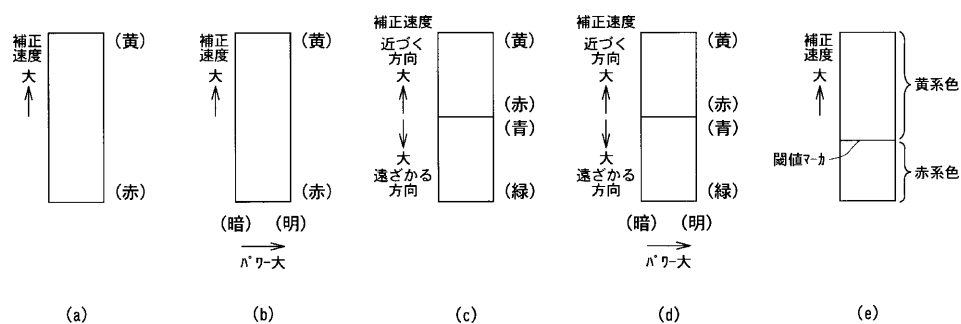 補正
速度
大
(黄)
(赤)
(a)
補正
速度
大
(黄)
(赤)
(暗) (明)
ﾊﾟﾜｰ大
(b)
補正速度
近づく
方向
大
大
遠ざかる
方向
(黄)
(赤)
(青)
(緑)
(c)
補正速度
近づく
方向
大
大
遠ざかる
方向
(黄)
(赤)
(青)
(緑)
(暗) (明)
ﾊﾟﾜｰ大
(d)
補正
速度
大
閾値ﾏｰｶ
黄系色
赤系色
(e)